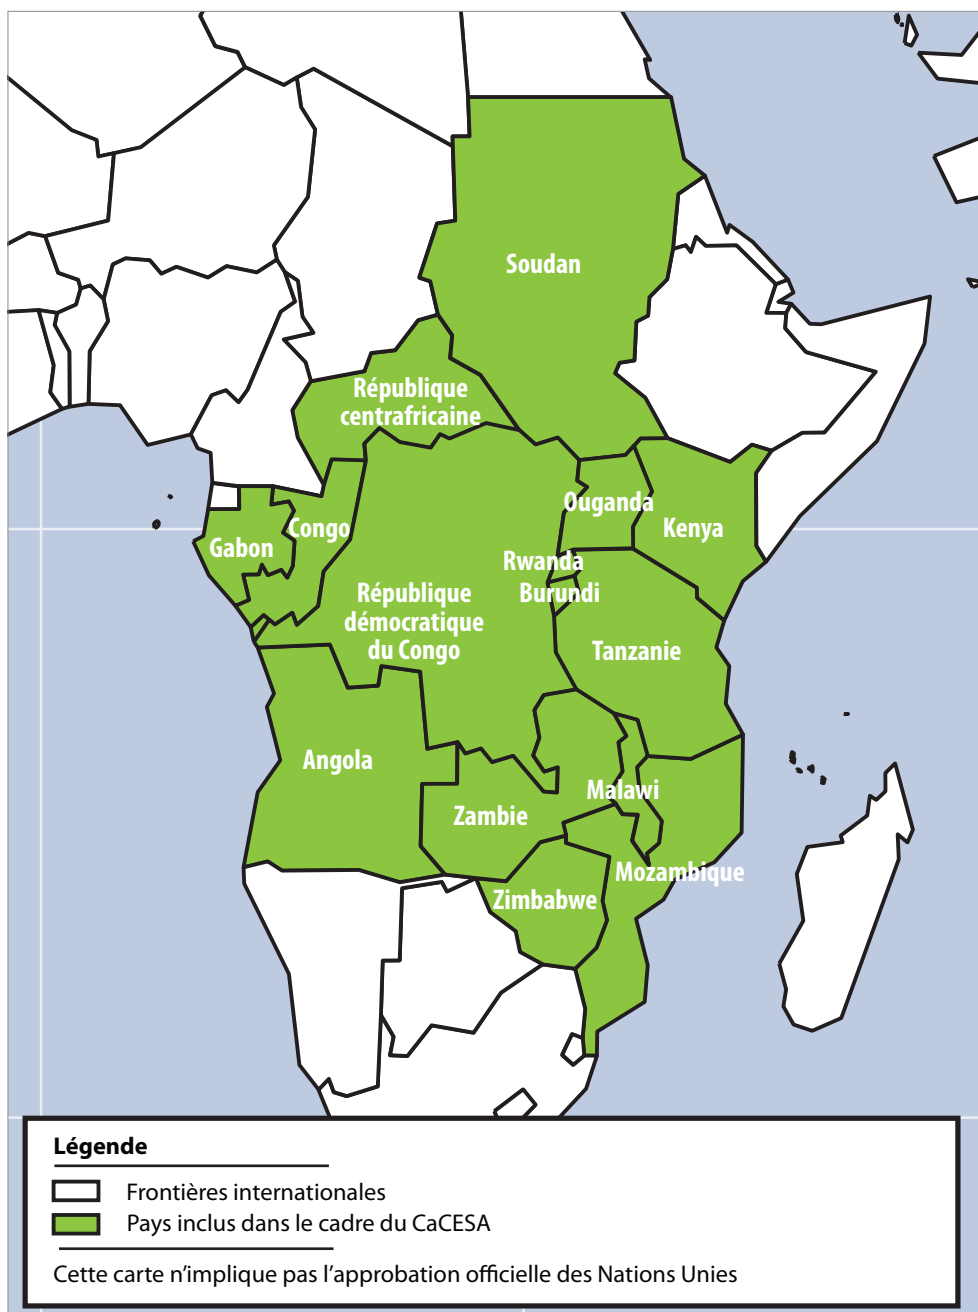 Soudan
République
centrafricaine
Ouganda
Congo
Kenya
Gabon
Rwanda
Burundi
République
démocratique
du Congo
Tanzanie
Angola
Malawi
Zambie
Mozambique
Zimbabwe
Légende
Frontières internationales
Pays inclus dans le cadre du CaCESA
Cette carte n’implique pas l’approbation officielle des Nations Unies